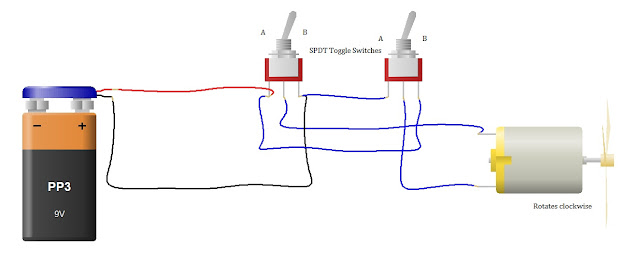 A B
A B
SPDT Toggle Switches
− +
PP3
9V
Rotates clockwise